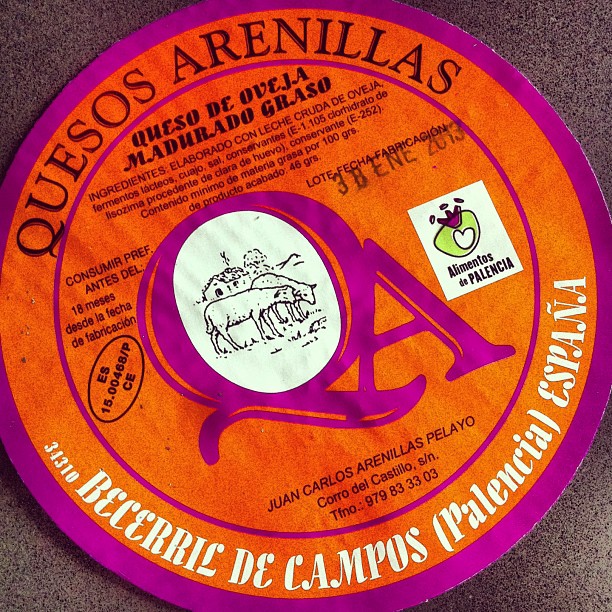 QUESOS ARENILLAS
QUESO DE OVEJA
MADURADO GRASO
INGREDIENTES: ELABORADO CON LECHE CRUDA DE OVEJA,
fermentos lácteos, cuajo, sal, conservantes (E-1.105 clorhidrato de
lisozima procedente de clara de huevo), conservante (E-252).
Contenido mínimo de materia grasa por 100 grs.
de producto acabado: 46 grs.
LOTE-FECHA FABRICACIÓN
ENE 2013
CONSUMIR PREF.
ANTES DEL:
18 meses
desde la fecha
de fabricación
ES
15.00468/P
CE
Alimentos
de PALENCIA
QA
JUAN CARLOS ARENILLAS PELAYO
Corro del Castillo, s/n.
Tfno.: 979 83 33 03
34310 BECERRIL DE CAMPOS (Palencia) ESPAÑA